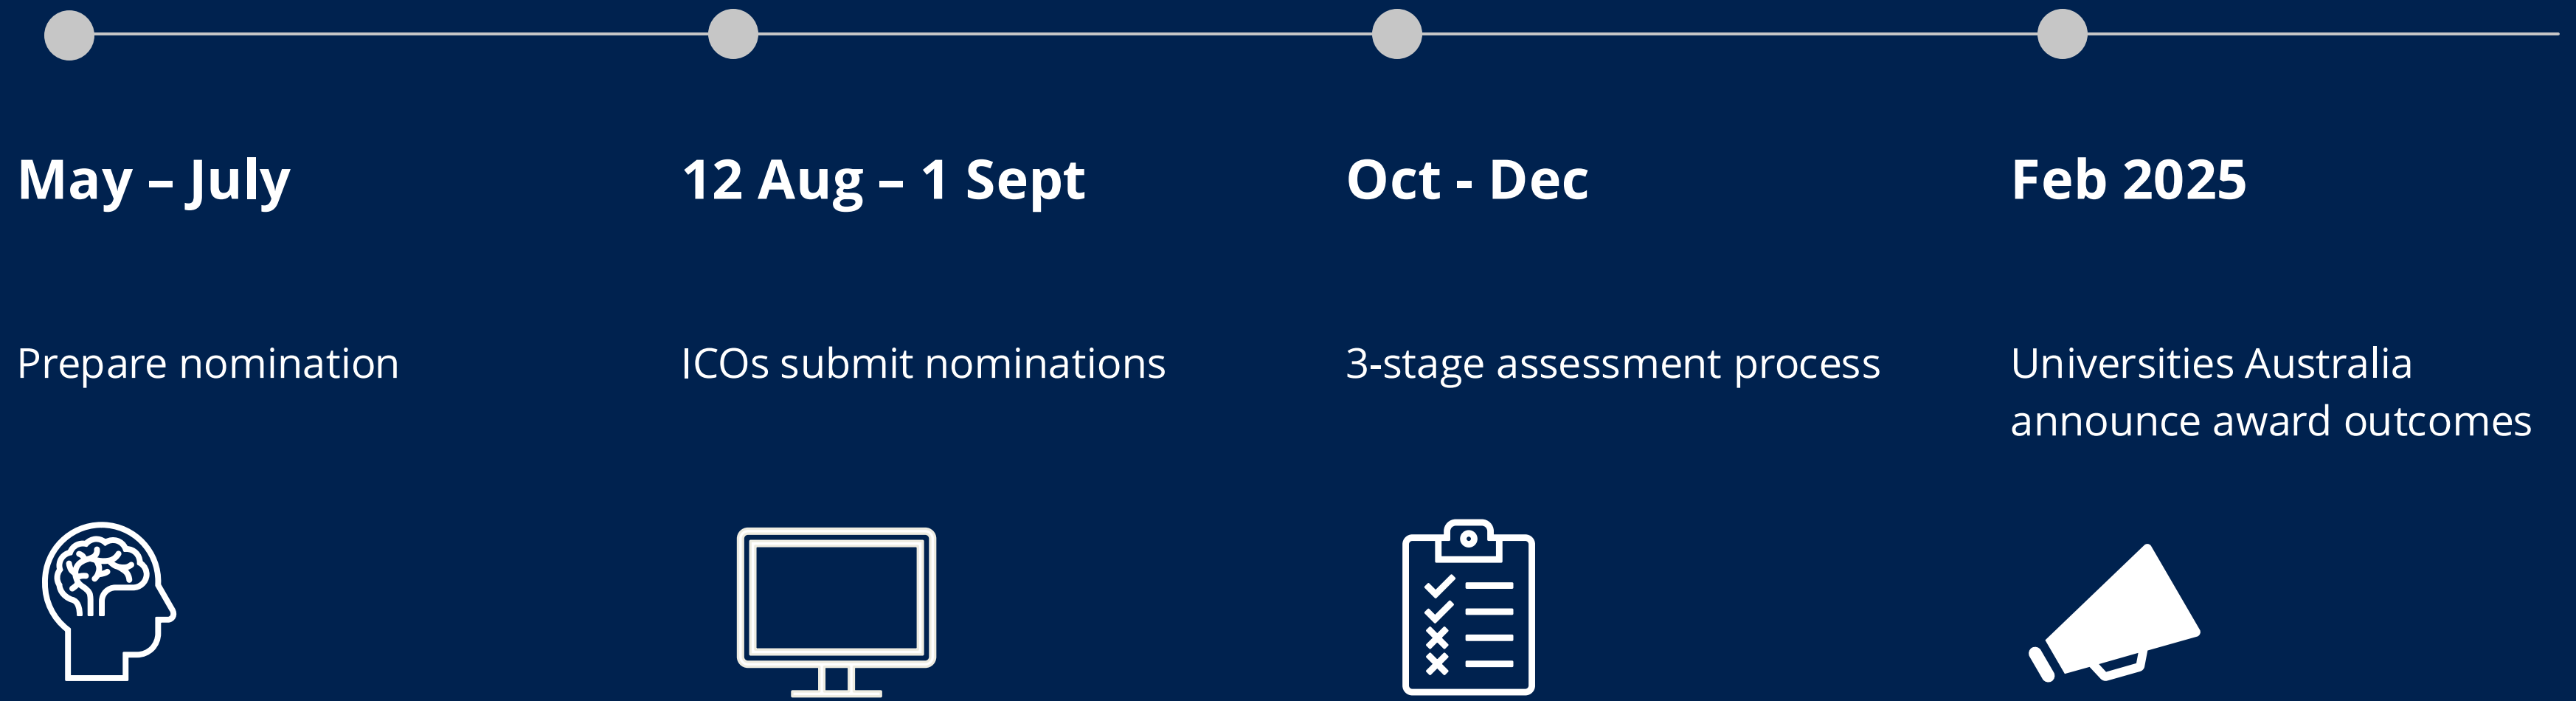 May – July
12 Aug – 1 Sept
Oct - Dec
Feb 2025
Prepare nomination
ICOs submit nominations
3-stage assessment process
Universities Australia
announce award outcomes